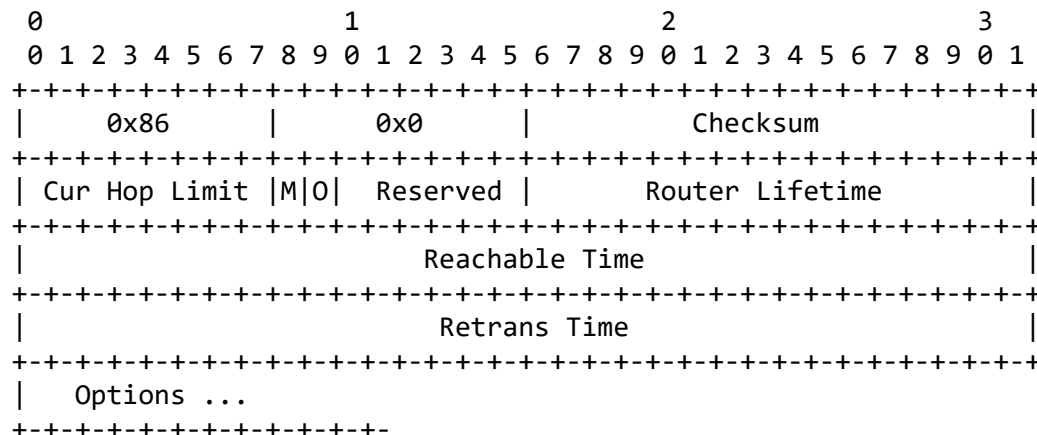 0                   1                   2                   3
 0 1 2 3 4 5 6 7 8 9 0 1 2 3 4 5 6 7 8 9 0 1 2 3 4 5 6 7 8 9 0 1
+-+-+-+-+-+-+-+-+-+-+-+-+-+-+-+-+-+-+-+-+-+-+-+-+-+-+-+-+-+-+-+-+
|     0x86      |      0x0      |          Checksum             |
+-+-+-+-+-+-+-+-+-+-+-+-+-+-+-+-+-+-+-+-+-+-+-+-+-+-+-+-+-+-+-+-+
| Cur Hop Limit |M|O|  Reserved |       Router Lifetime         |
+-+-+-+-+-+-+-+-+-+-+-+-+-+-+-+-+-+-+-+-+-+-+-+-+-+-+-+-+-+-+-+-+
|                         Reachable Time                        |
+-+-+-+-+-+-+-+-+-+-+-+-+-+-+-+-+-+-+-+-+-+-+-+-+-+-+-+-+-+-+-+-+
|                          Retrans Time                         |
+-+-+-+-+-+-+-+-+-+-+-+-+-+-+-+-+-+-+-+-+-+-+-+-+-+-+-+-+-+-+-+-+
|   Options ...
+-+-+-+-+-+-+-+-+-+-+-+-